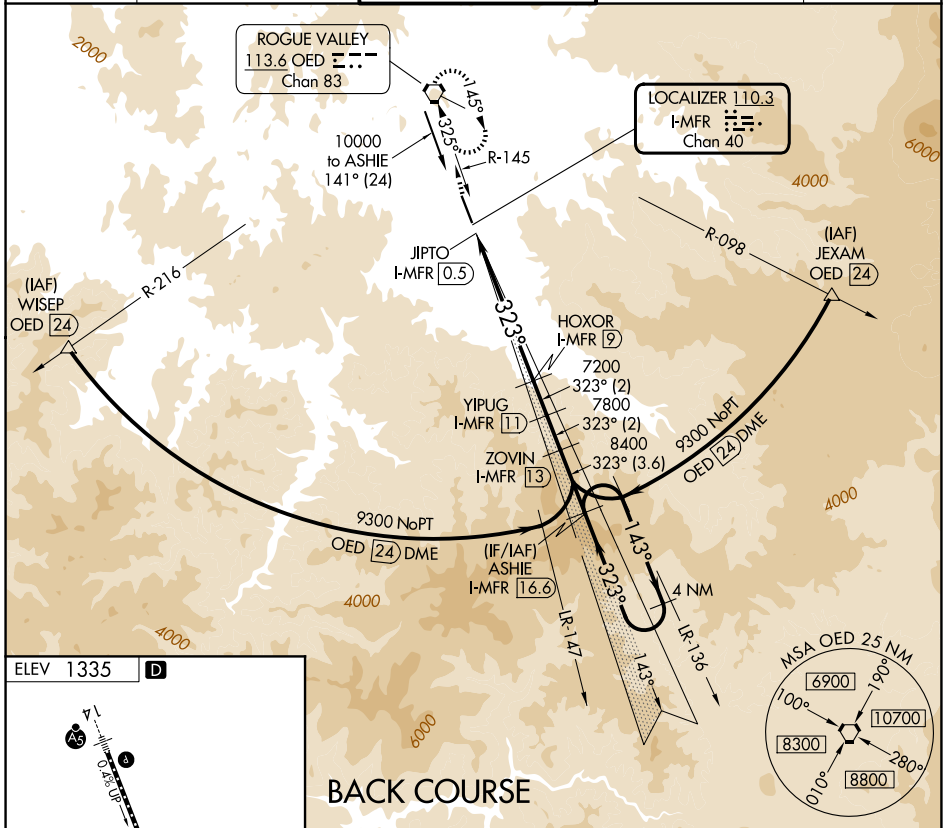 2000
ROGUE VALLEY
113.6 OED
Chan 83
145°
325°
LOCALIZER 110.3
I-MFR
Chan 40
6000
10000
to ASHIE
141° (24)
R-145
4000
R-098
(IAF)
JEXAM
OED 24
JIPTO
I-MFR 0.5
R-216
(IAF)
WISEP
OED 24
323°
HOXOR
I-MFR 9
7200
323° (2)
YIPUG
I-MFR 11
7800
323° (2)
8400
ZOVIN
I-MFR 13
323° (3.6)
9300 NoPT
OED 24 DME
4000
9300 NoPT
OED 24 DME
(IF/IAF)
ASHIE
I-MFR 16.6
143°
323°
4 NM
LR-147
LR-136
143°
4000
4000
6000
ELEV 1335 D
14
A5
0.4% UP
BACK COURSE
MSA OED 25 NM
6900
190°
100°
10700
8300
280°
010°
8800